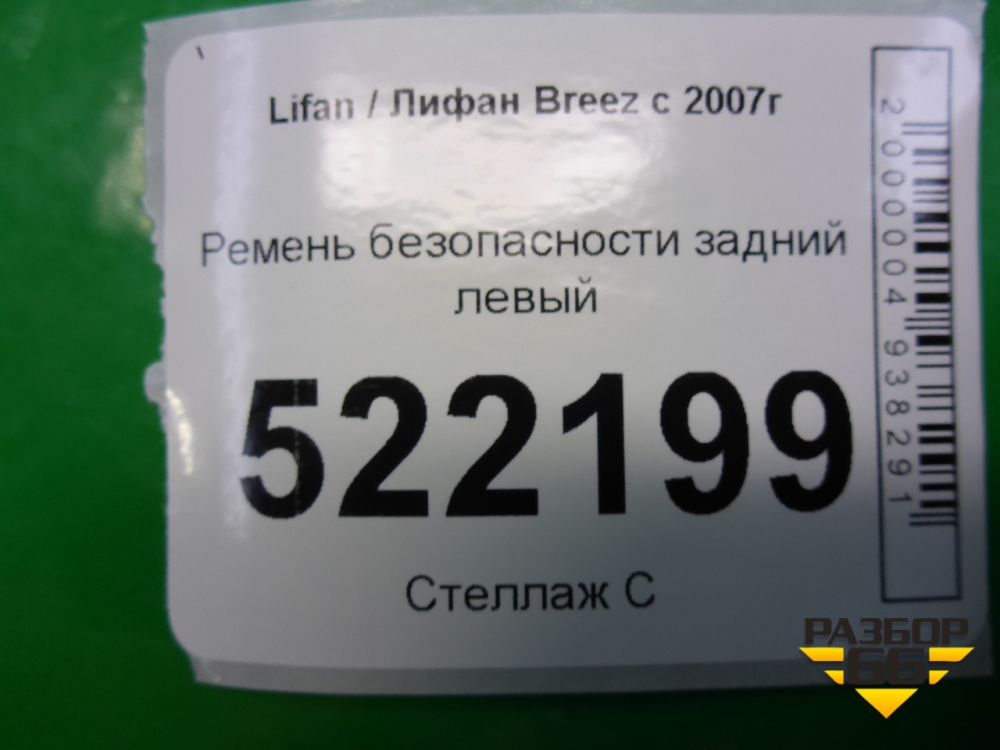 Lifan / Лифан Breez с 2007г
Ремень безопасности задний
левый
522199
Стеллаж С
2000004938291
РАЗБОР
66